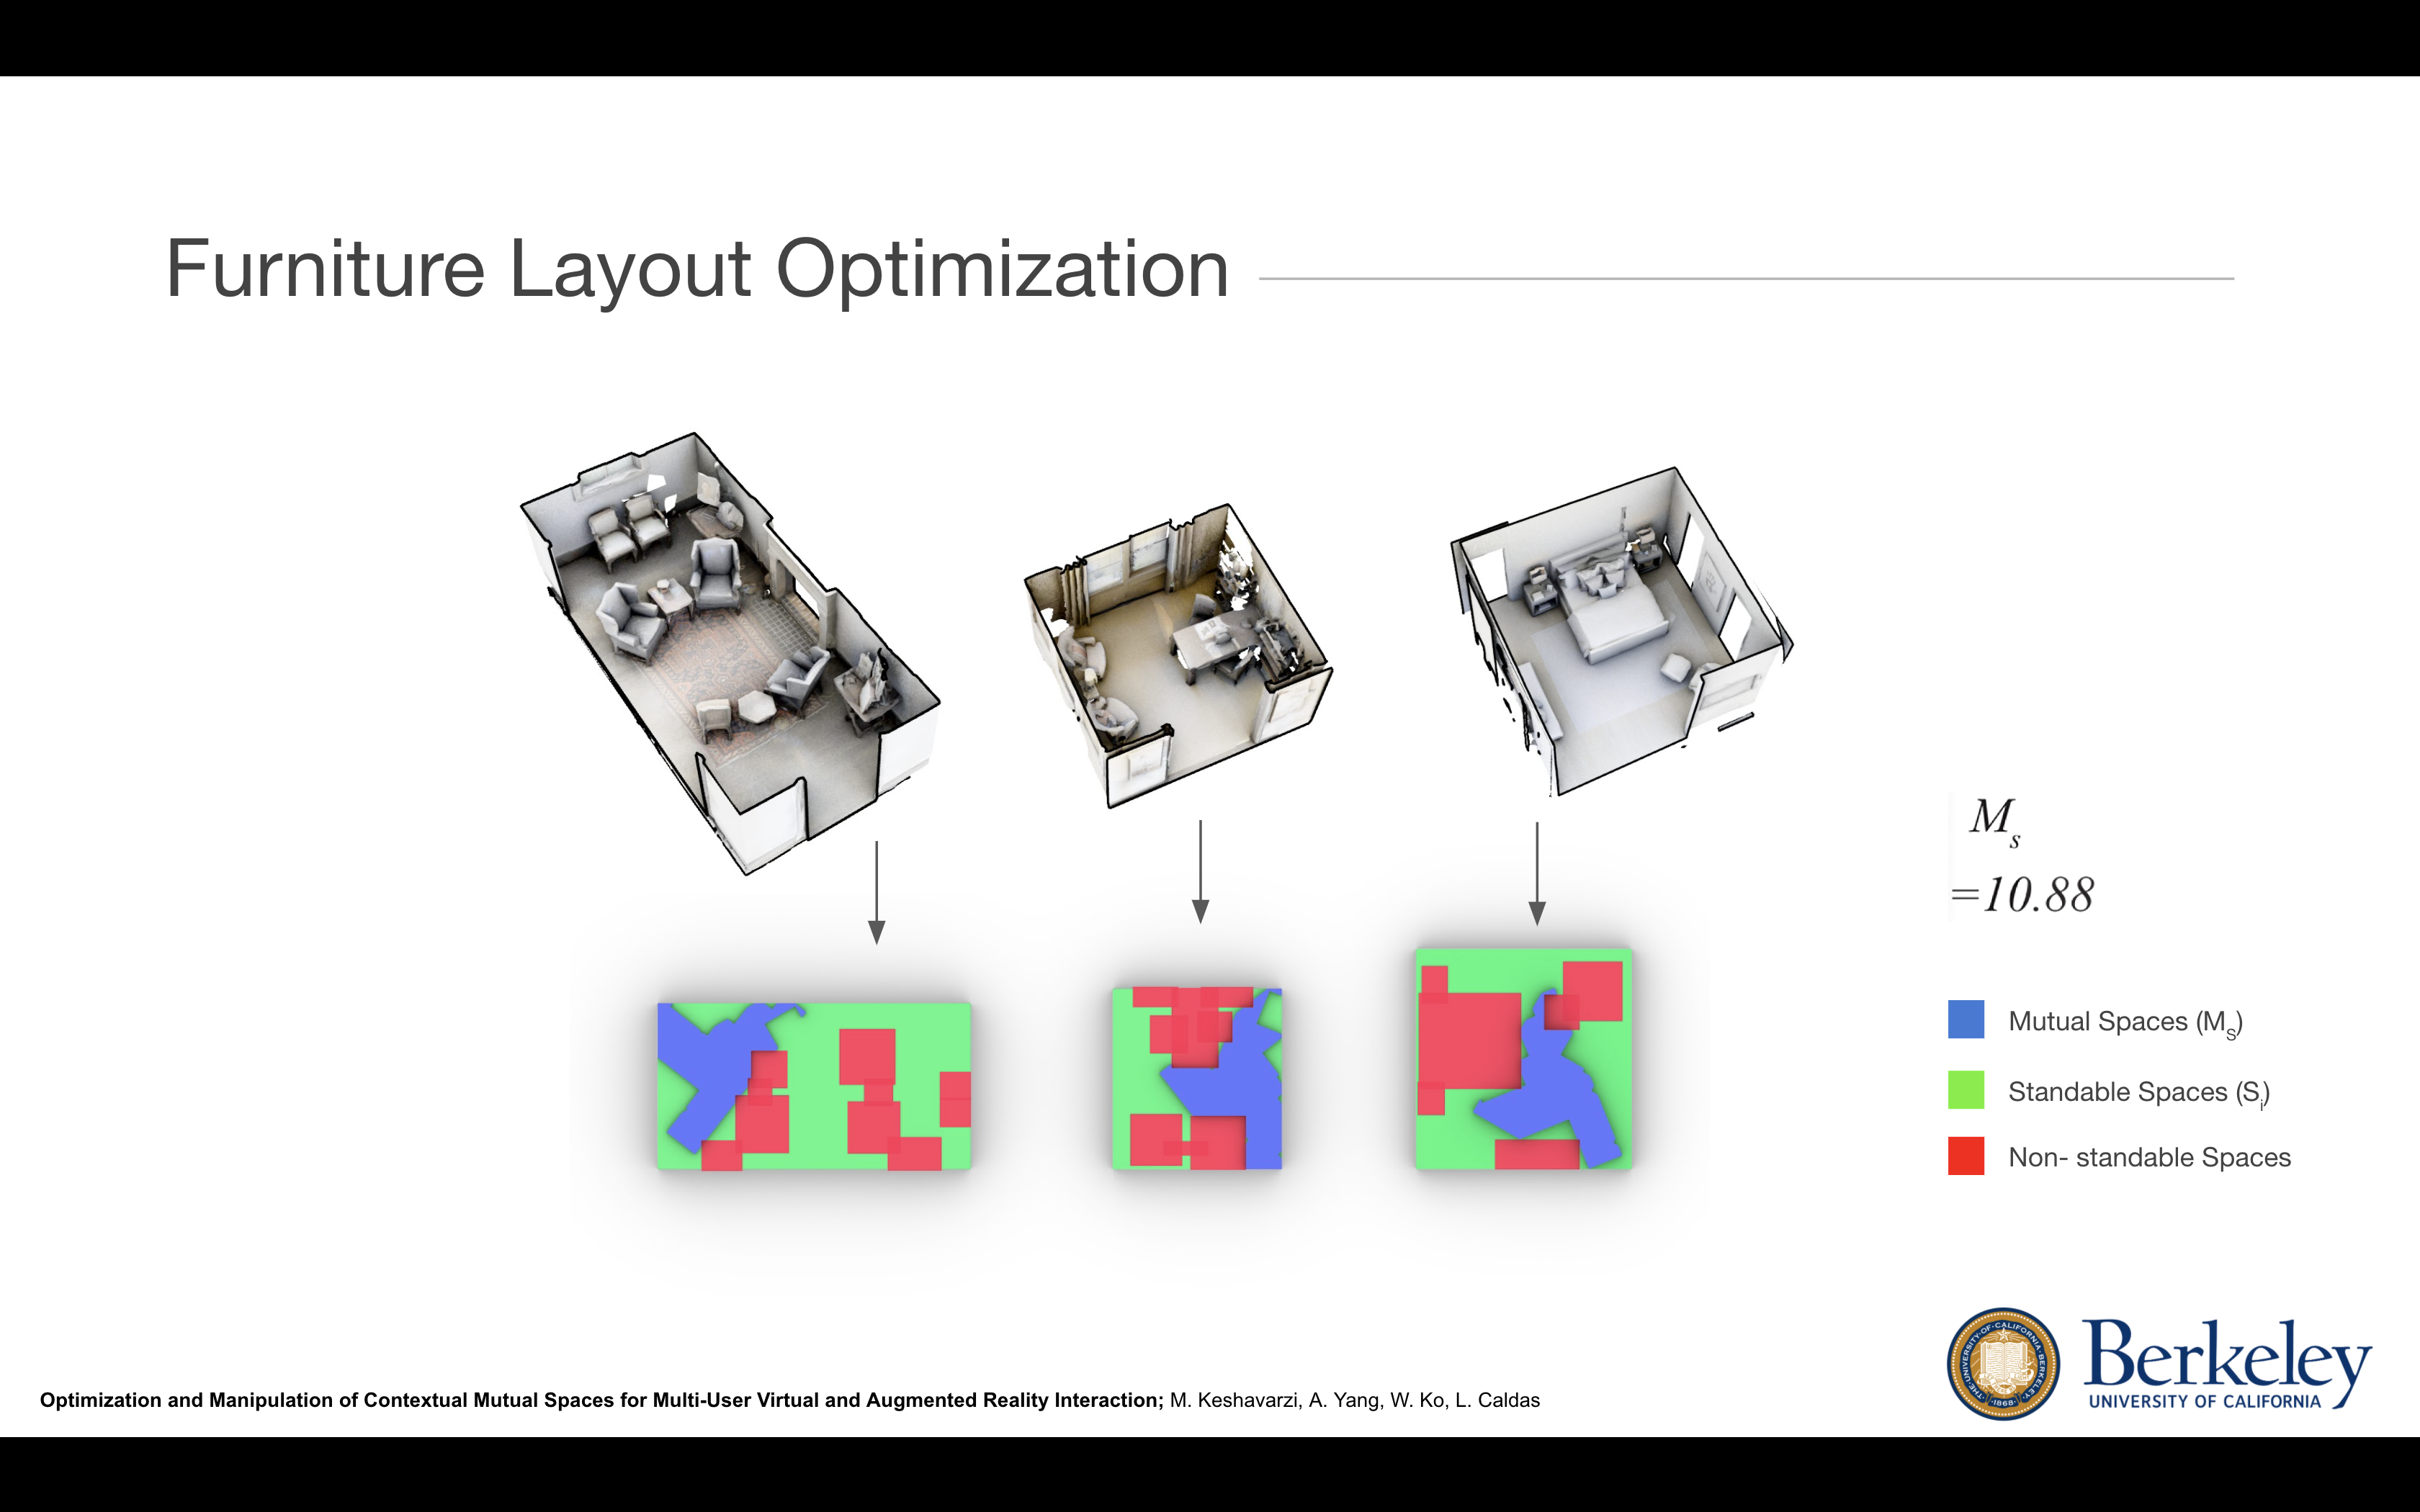 Furniture Layout Optimization
M_s
=10.88
Mutual Spaces (M_S)
Standable Spaces (S_i)
Non- standable Spaces
Optimization and Manipulation of Contextual Mutual Spaces for Multi-User Virtual and Augmented Reality Interaction; M. Keshavarzi, A. Yang, W. Ko, L. Caldas
THE·UNIVERSITY·OF·CALIFORNIA·BERKELEY
·1868·
Berkeley
UNIVERSITY OF CALIFORNIA